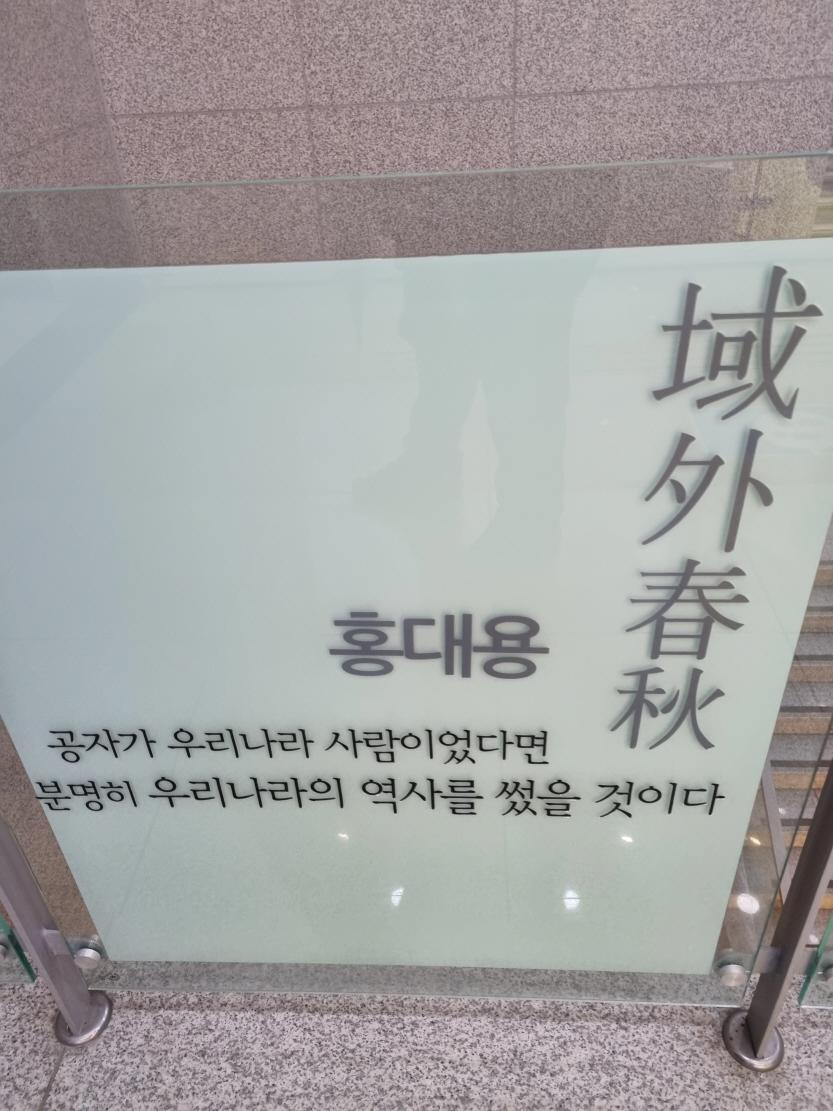 域外春秋
홍대용
공자가 우리나라 사람이었다면
분명히 우리나라의 역사를 썼을 것이다